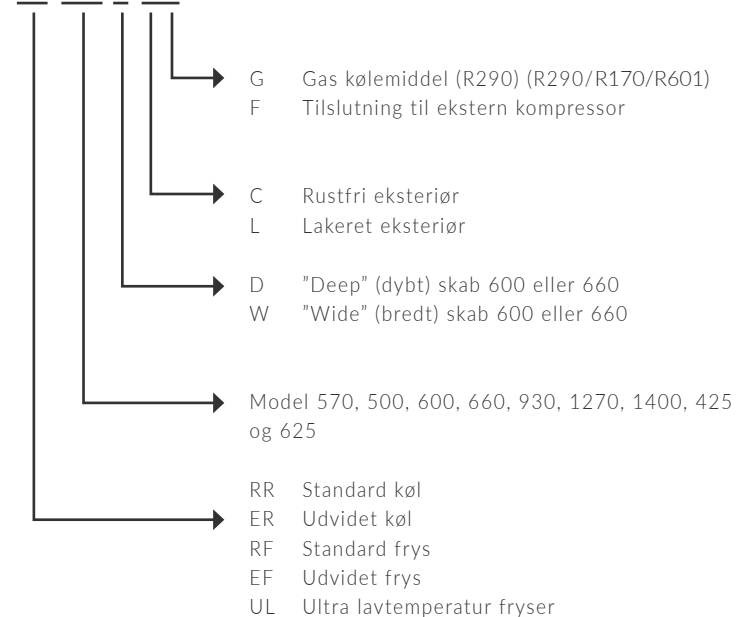 G Gas kølemiddel (R290) (R290/R170/R601)
F Tilslutning til ekstern kompressor
C Rustfri eksteriør
L Lakeret eksteriør
D ”Deep” (dybt) skab 600 eller 660
W ”Wide” (bredt) skab 600 eller 660
Model 570, 500, 600, 660, 930, 1270, 1400, 425
og 625
RR Standard køl
ER Udvidet køl
RF Standard frys
EF Udvidet frys
UL Ultra lavtemperatur fryser